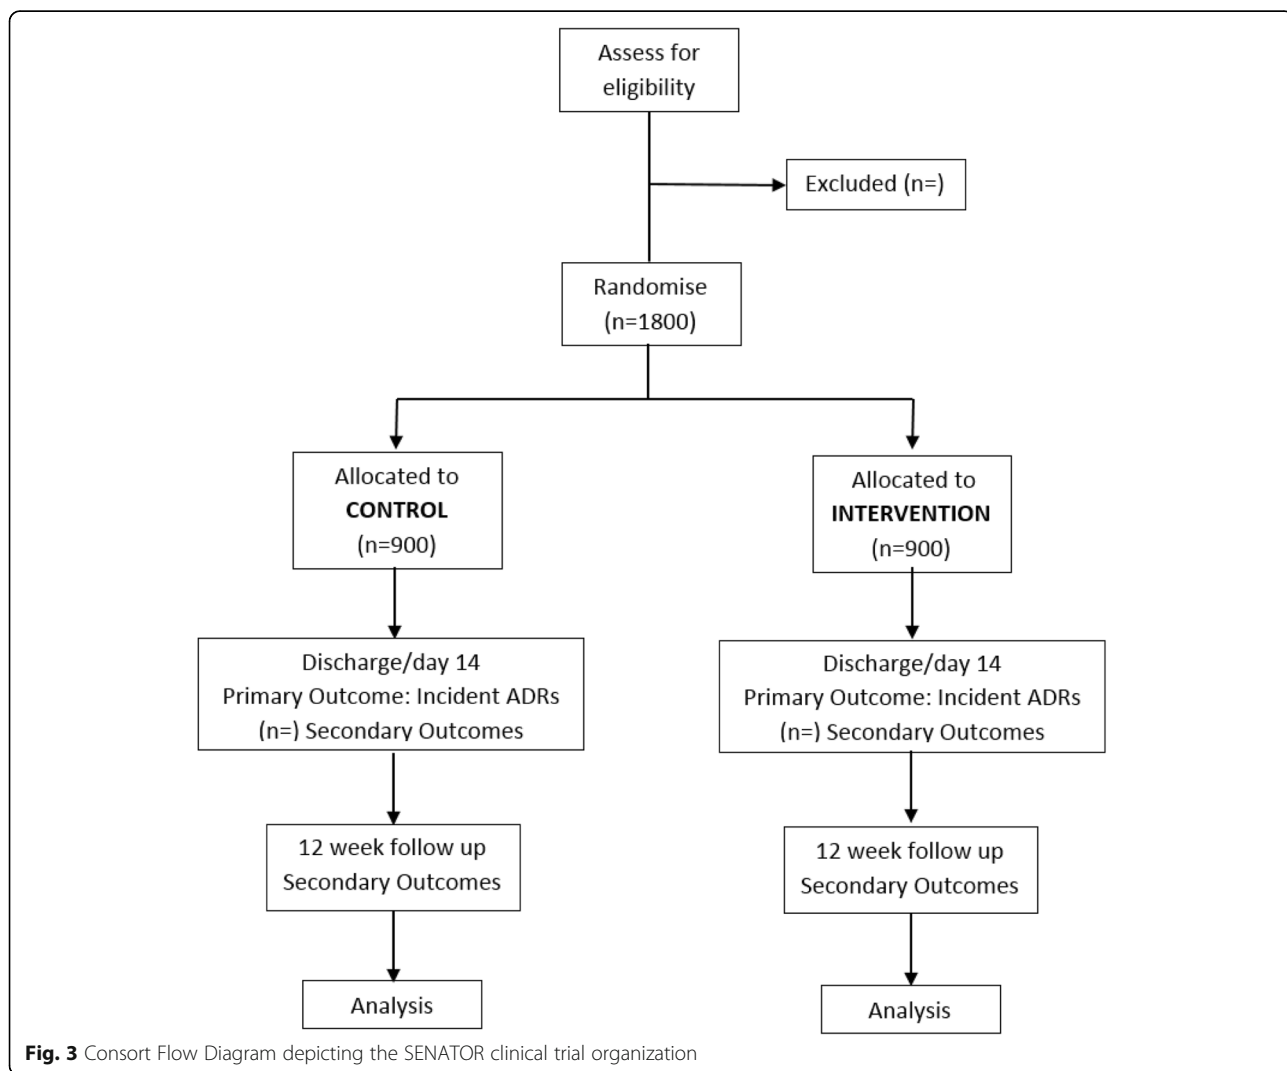 Assess for
eligibility
Excluded (n=)
Randomise
(n=1800)
Allocated to
CONTROL
(n=900)
Allocated to
INTERVENTION
(n=900)
Discharge/day 14
Primary Outcome: Incident ADRs
(n=) Secondary Outcomes
Discharge/day 14
Primary Outcome: Incident ADRs
(n=) Secondary Outcomes
12 week follow up
Secondary Outcomes
12 week follow up
Secondary Outcomes
Analysis
Analysis
Fig. 3 Consort Flow Diagram depicting the SENATOR clinical trial organization